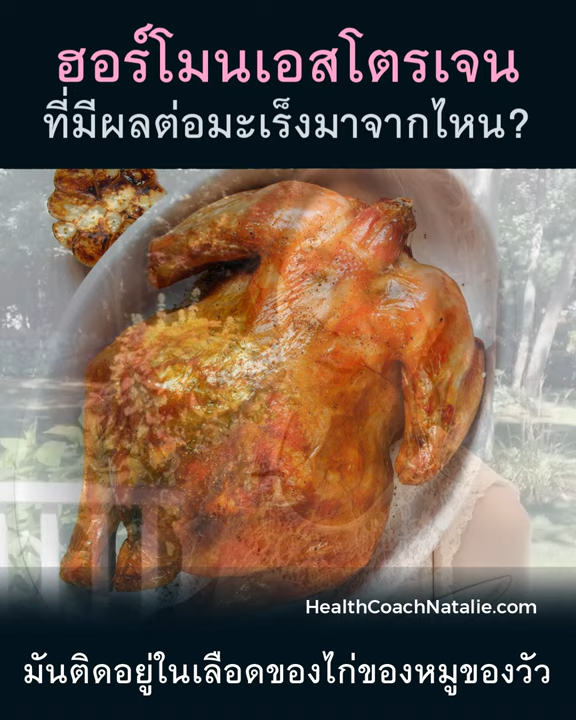 ฮอร์โมนเอสโตรเจน
ที่มีผลต่อมะเร็งมาจากไหน?
HealthCoachNatalie.com
มันติดอยู่ในเลือดของไก่ของหมูของวัว